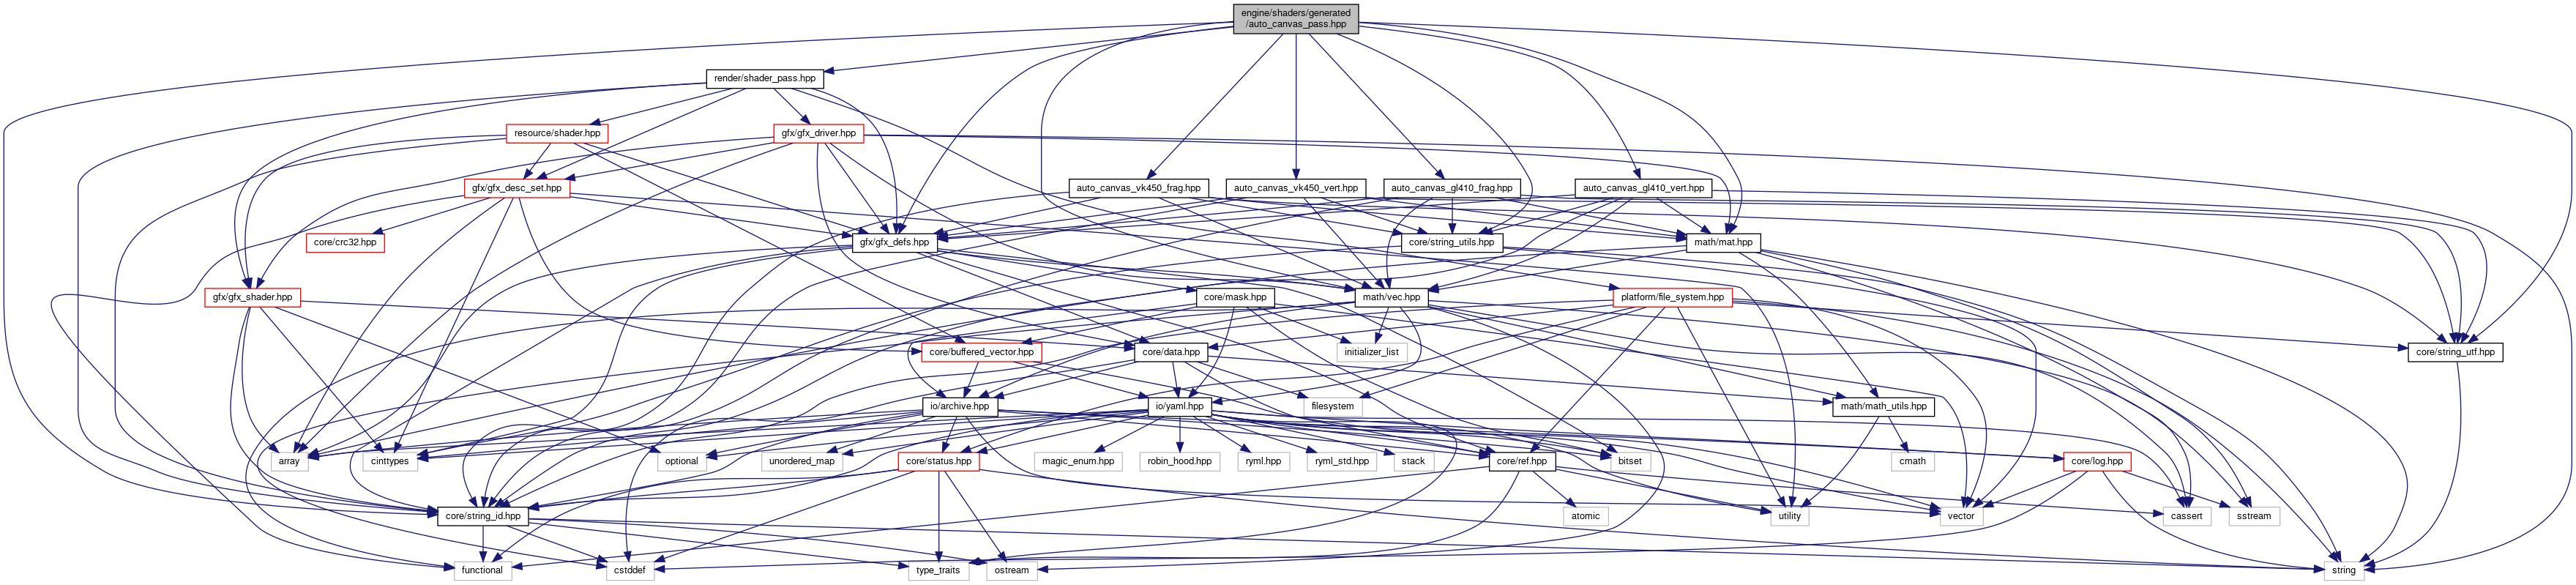 engine/shaders/generated
/auto_canvas_pass.hpp
render/shader_pass.hpp
resource/shader.hpp
gfx/gfx_driver.hpp
gfx/gfx_desc_set.hpp
auto_canvas_vk450_frag.hpp
auto_canvas_vk450_vert.hpp
auto_canvas_gl410_frag.hpp
auto_canvas_gl410_vert.hpp
core/crc32.hpp
gfx/gfx_defs.hpp
core/string_utils.hpp
math/mat.hpp
gfx/gfx_shader.hpp
core/mask.hpp
math/vec.hpp
platform/file_system.hpp
core/buffered_vector.hpp
core/data.hpp
initializer_list
core/string_utf.hpp
io/archive.hpp
io/yaml.hpp
filesystem
math/math_utils.hpp
array
cinttypes
optional
unordered_map
core/status.hpp
magic_enum.hpp
robin_hood.hpp
ryml.hpp
ryml_std.hpp
stack
core/ref.hpp
bitset
cmath
core/log.hpp
core/string_id.hpp
atomic
utility
vector
cassert
sstream
functional
cstddef
type_traits
ostream
string